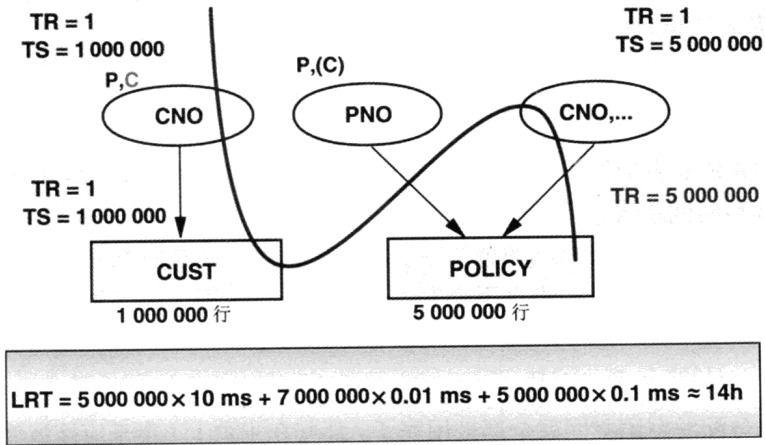 TR = 1
TS = 1 000 000
TR = 1
TS = 5 000 000
P,C
P,(C)
CNO
PNO
CNO,...
TR = 1
TS = 1 000 000
TR = 5 000 000
CUST
POLICY
1 000 000 行
5 000 000 行
LRT = 5 000 000 × 10 ms + 7 000 000 × 0.01 ms + 5 000 000 × 0.1 ms ≈ 14h